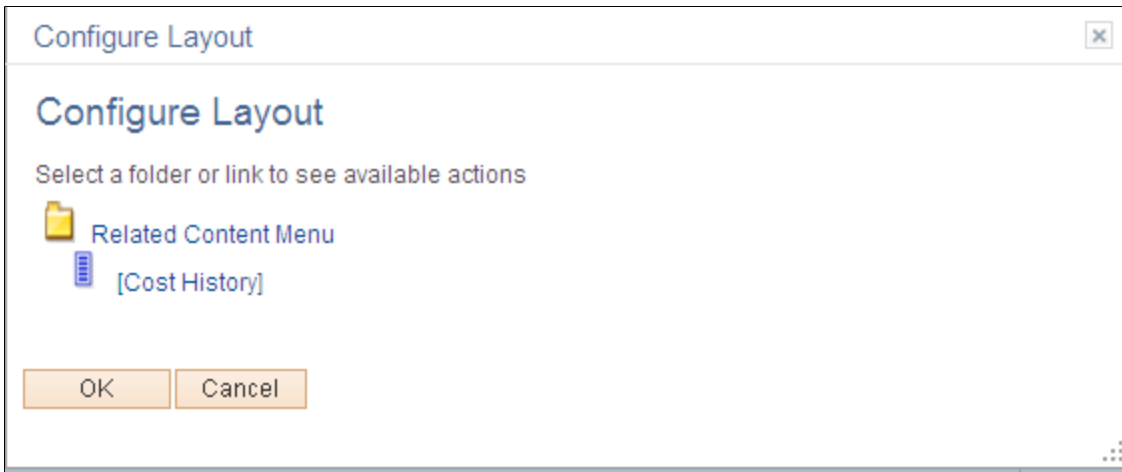 Configure Layout
Configure Layout
Select a folder or link to see available actions
Related Content Menu
[Cost History]
OK Cancel